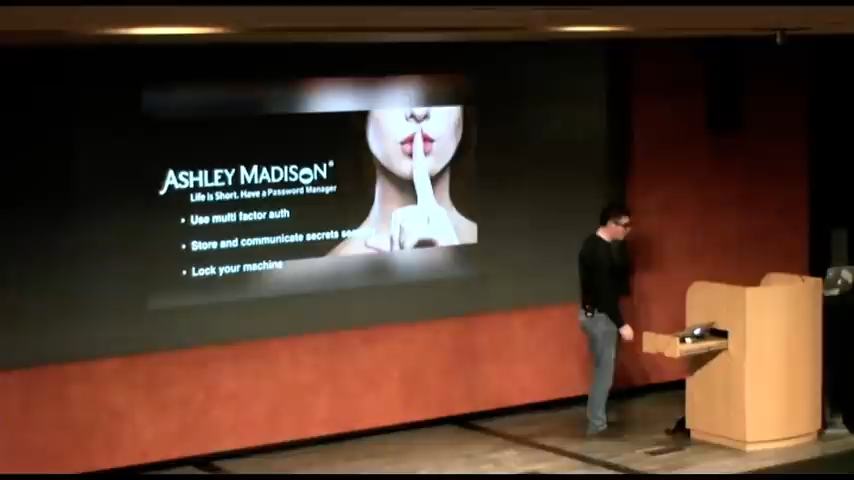 ASHLEY MADISON®
Life is Short. Have a Password Manager
• Use multi factor auth
• Store and communicate secrets
• Lock your machine